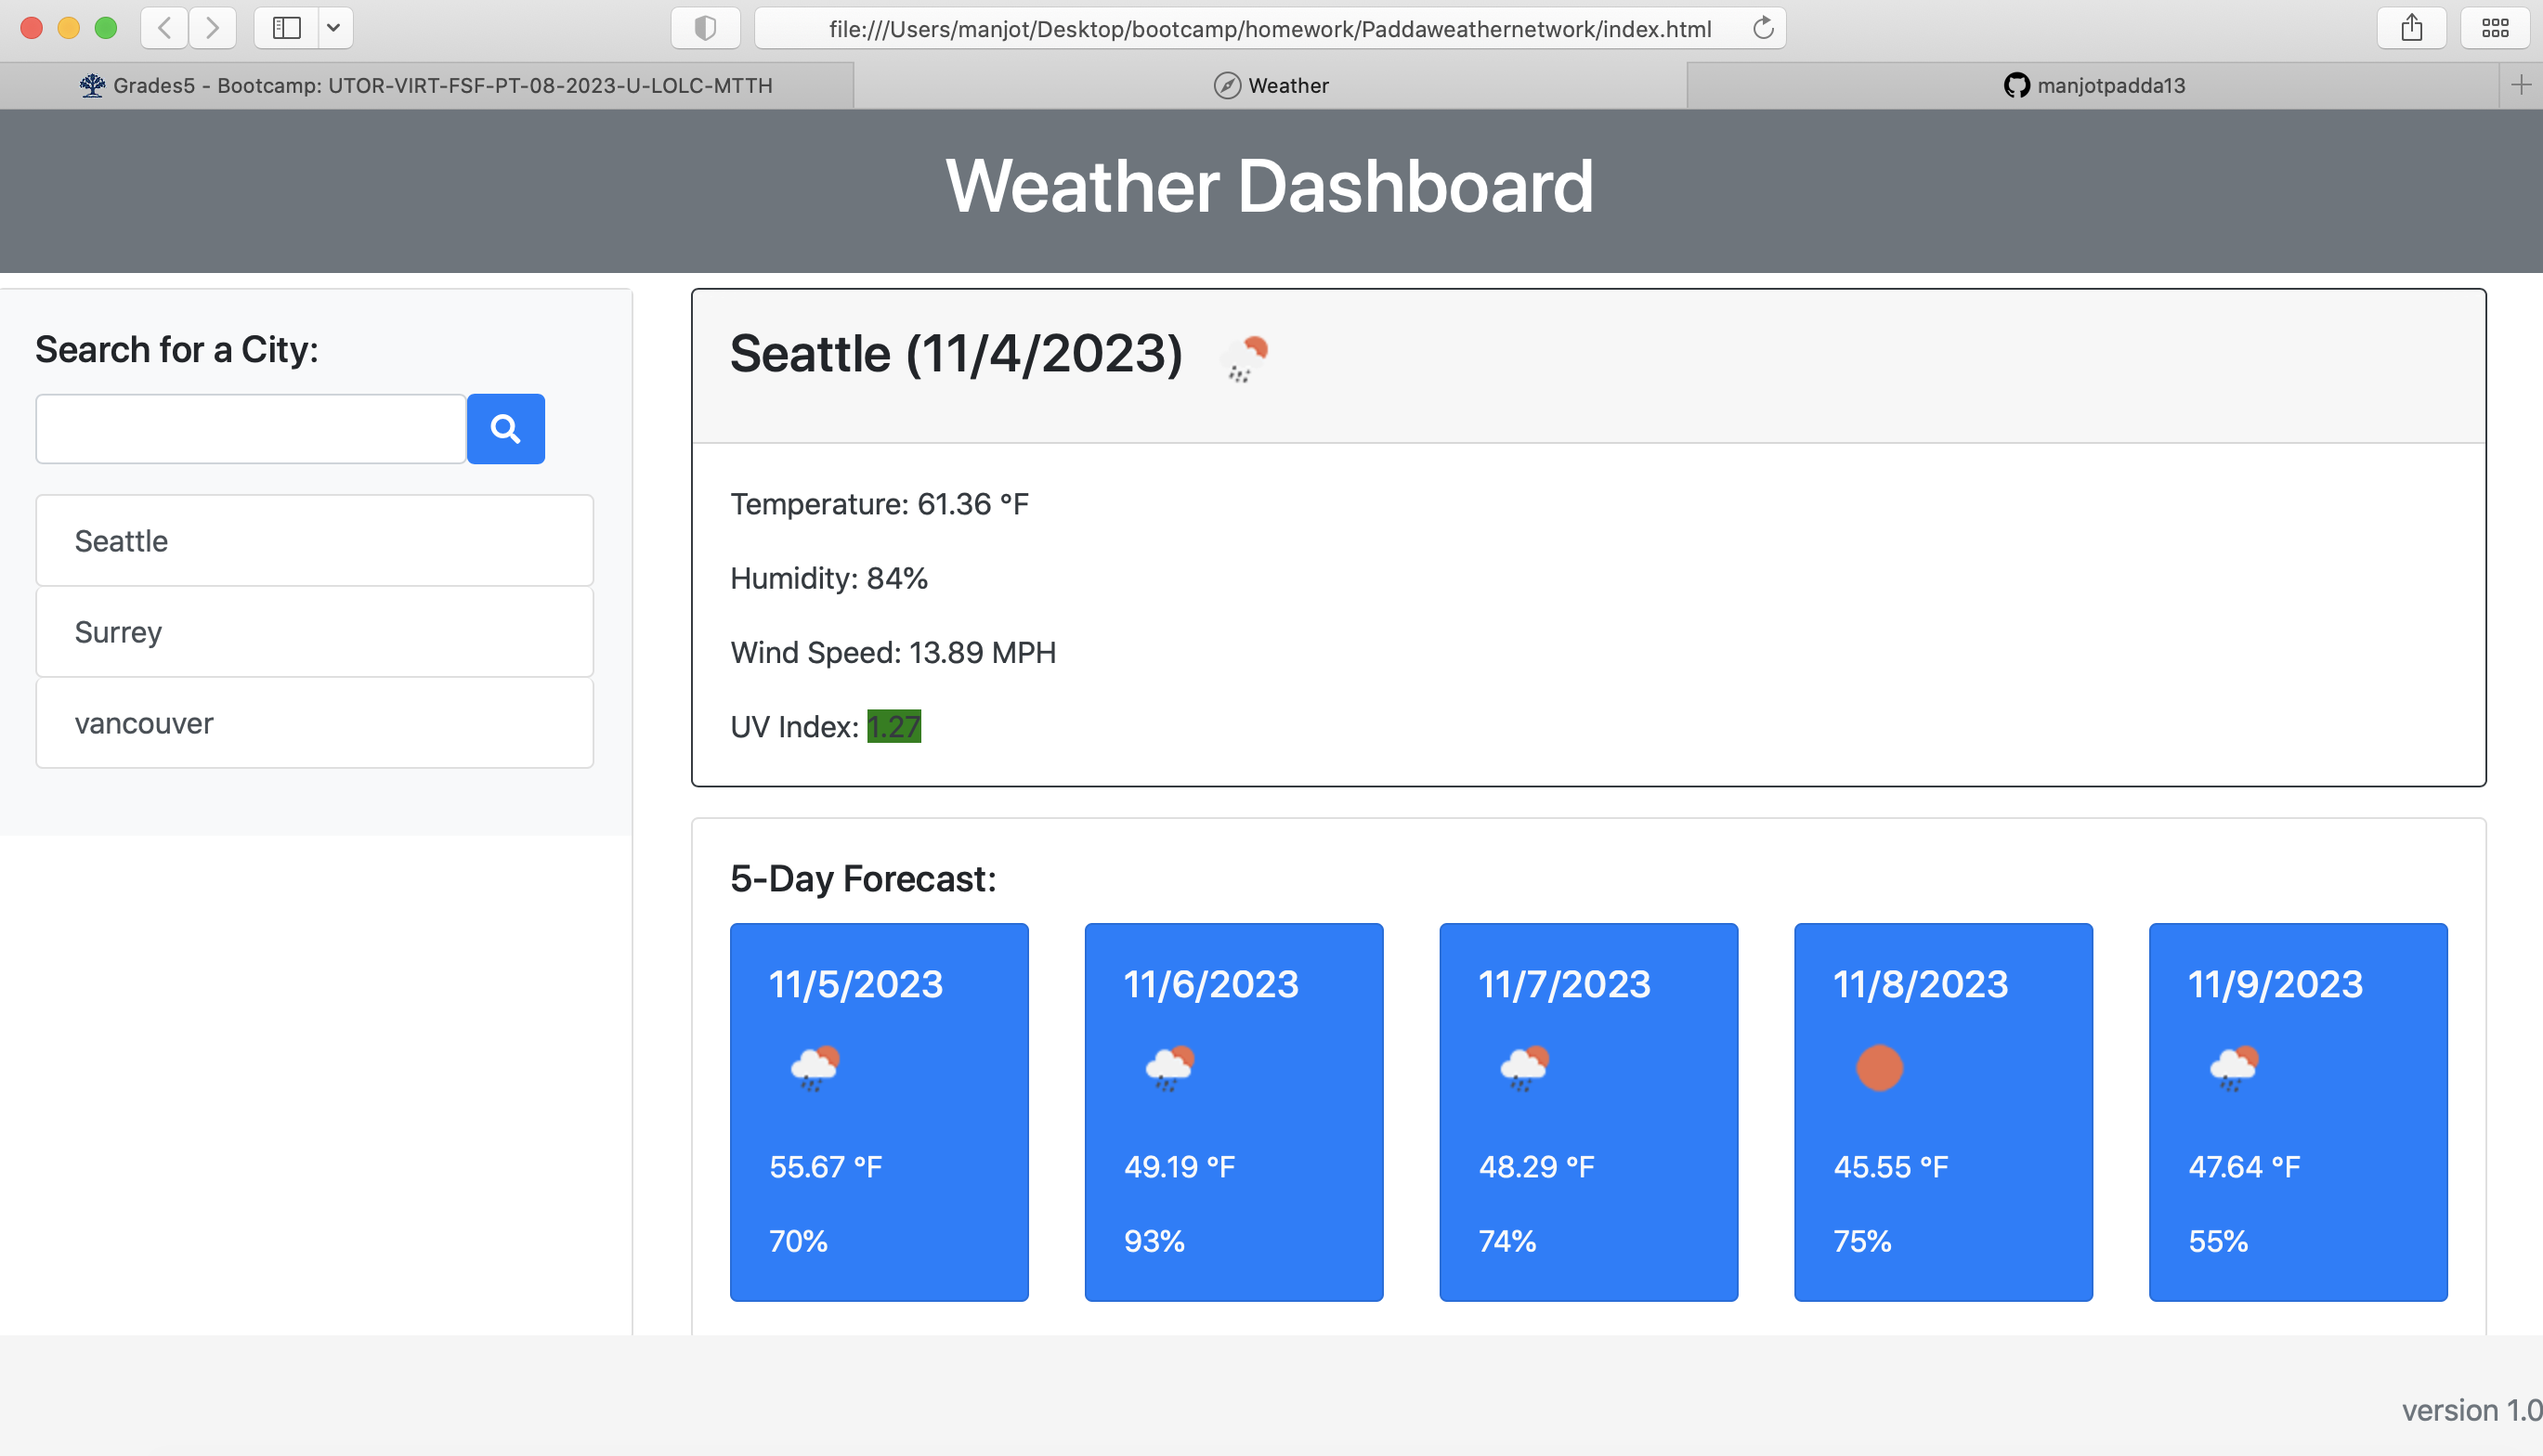 file:///Users/manjot/Desktop/bootcamp/homework/Paddaweathernetwork/index.html
Grades5 - Bootcamp: UTOR-VIRT-FSF-PT-08-2023-U-LOLC-MTTH
Weather
manjotpadda13
Weather Dashboard
Search for a City:
Seattle
Surrey
vancouver
Seattle (11/4/2023)
Temperature: 61.36 °F
Humidity: 84%
Wind Speed: 13.89 MPH
UV Index: 1.27
5-Day Forecast:
11/5/2023
55.67 °F
70%
11/6/2023
49.19 °F
93%
11/7/2023
48.29 °F
74%
11/8/2023
45.55 °F
75%
11/9/2023
47.64 °F
55%
version 1.0